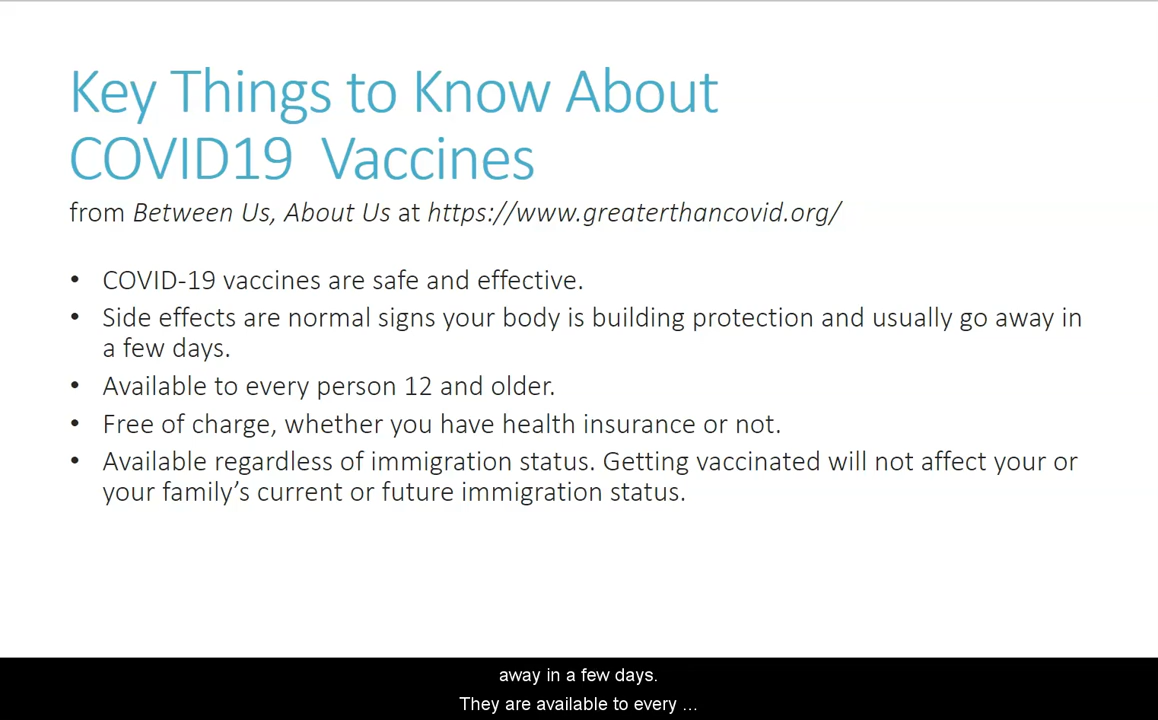 Key Things to Know About
COVID19 Vaccines
from Between Us, About Us at https://www.greaterthancovid.org/
• COVID-19 vaccines are safe and effective.
• Side effects are normal signs your body is building protection and usually go away in
a few days.
• Available to every person 12 and older.
• Free of charge, whether you have health insurance or not.
• Available regardless of immigration status. Getting vaccinated will not affect your or
your family’s current or future immigration status.
away in a few days.
They are available to every ...